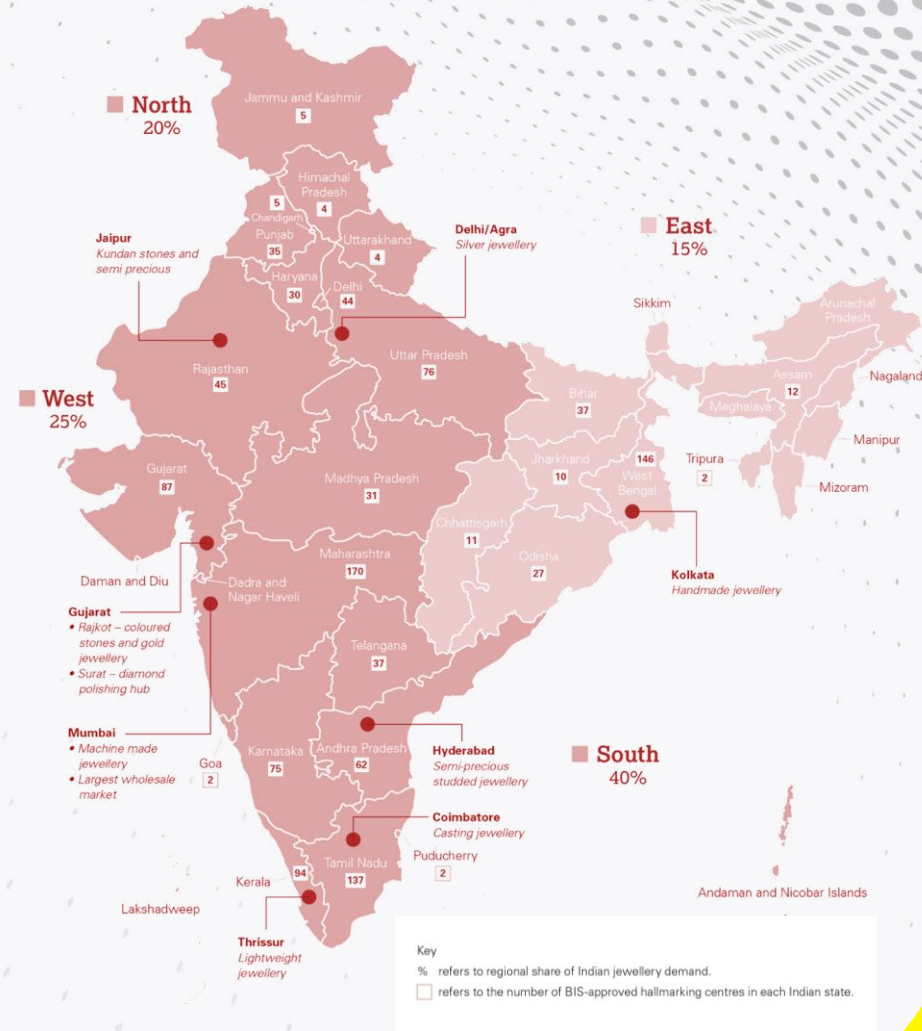 Jammu and Kashmir
5
North
20%
Himachal
Pradesh
4
5
Chandigarh
Punjab
35
Uttarakhand
4
Delhi/Agra
Silver jewellery
East
15%
Jaipur
Kundan stones and
semi precious
Haryana
30
Delhi
44
Sikkim
Arunachal
Pradesh
Rajasthan
45
Uttar Pradesh
76
Assam
12
Nagaland
West
25%
Bihar
37
Meghalaya
Manipur
Gujarat
87
Madhya Pradesh
31
Jharkhand
10
146
West
Bengal
Tripura
2
Mizoram
Chhattisgarh
11
Odisha
27
Maharashtra
170
Daman and Diu
Dadra and
Nagar Haveli
Kolkata
Handmade jewellery
Gujarat
• Rajkot – coloured
stones and gold
jewellery
• Surat – diamond
polishing hub
Telangana
37
Mumbai
• Machine made
jewellery
• Largest wholesale
market
Goa
2
Karnataka
75
Andhra Pradesh
62
Hyderabad
Semi-precious
studded jewellery
South
40%
Coimbatore
Casting jewellery
Puducherry
2
Kerala
94
Tamil Nadu
137
Lakshadweep
Andaman and Nicobar Islands
Thrissur
Lightweight
jewellery
Key
% refers to regional share of Indian jewellery demand.
refers to the number of BIS-approved hallmarking centres in each Indian state.